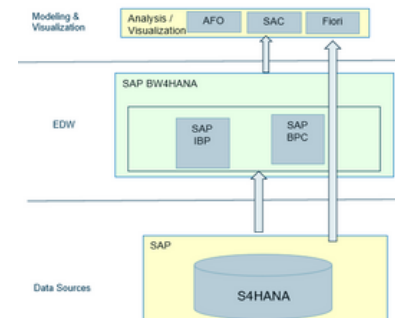 Modeling &
Visualization
Analysis /
Visualization
AFO
SAC
Fiori
SAP BW4HANA
EDW
SAP
IBP
SAP
BPC
SAP
Data Sources
S4HANA